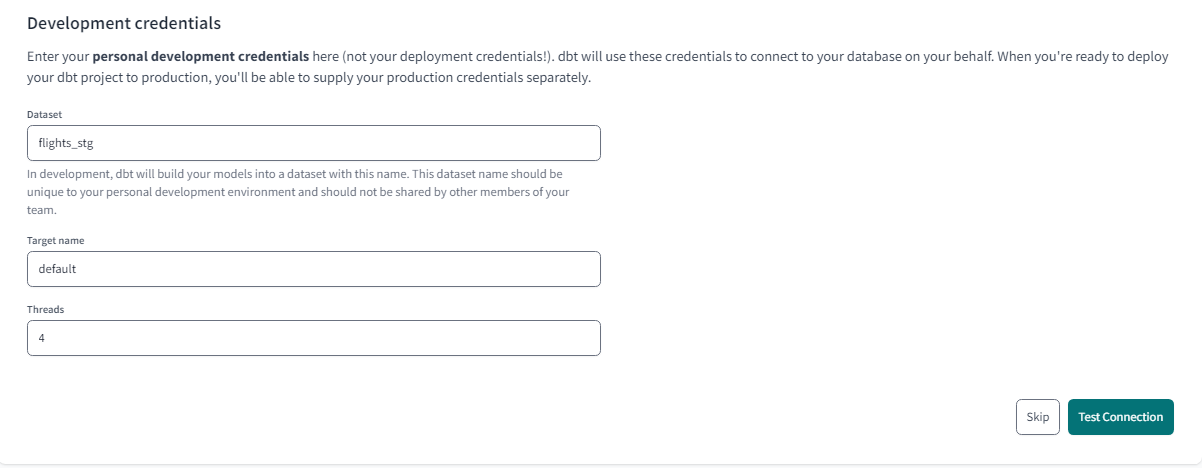 Development credentials
Enter your personal development credentials here (not your deployment credentials!). dbt will use these credentials to connect to your database on your behalf. When you're ready to deploy
your dbt project to production, you'll be able to supply your production credentials separately.
Dataset
flights_stg
In development, dbt will build your models into a dataset with this name. This dataset name should be
unique to your personal development environment and should not be shared by other members of your
team.
Target name
default
Threads
4
Skip Test Connection